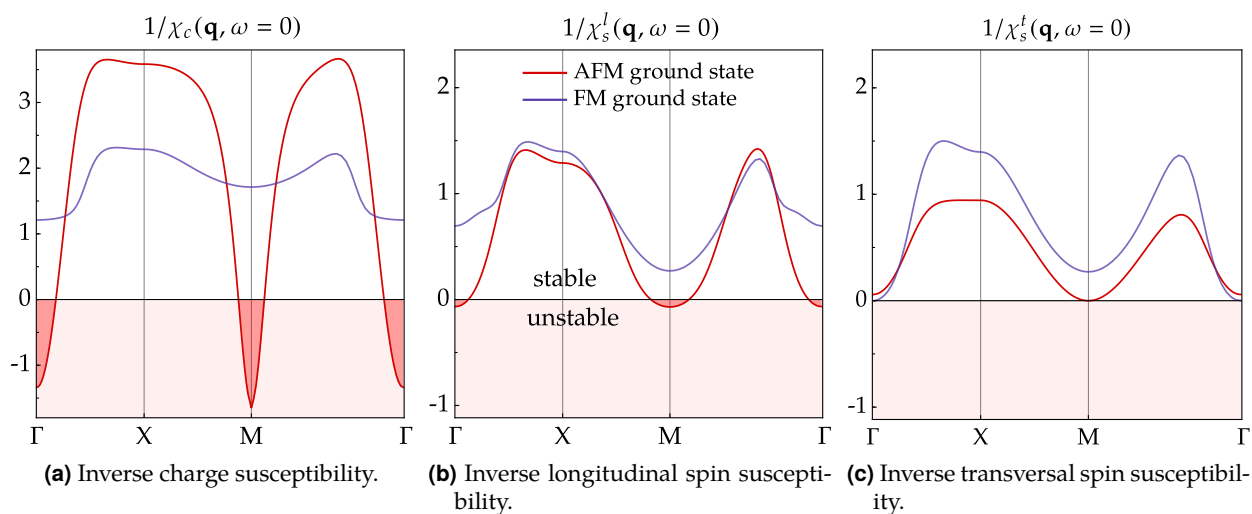 1/χc(q, ω = 0)
3
2
1
0
-1
Γ
X
M
Γ
(a) Inverse charge susceptibility.
1/χₛˡ(q, ω = 0)
AFM ground state
FM ground state
2
1
0
-1
stable
unstable
Γ
X
M
Γ
(b) Inverse longitudinal spin suscepti-
bility.
1/χₛᵗ(q, ω = 0)
2
1
0
-1
Γ
X
M
Γ
(c) Inverse transversal spin susceptibil-
ity.